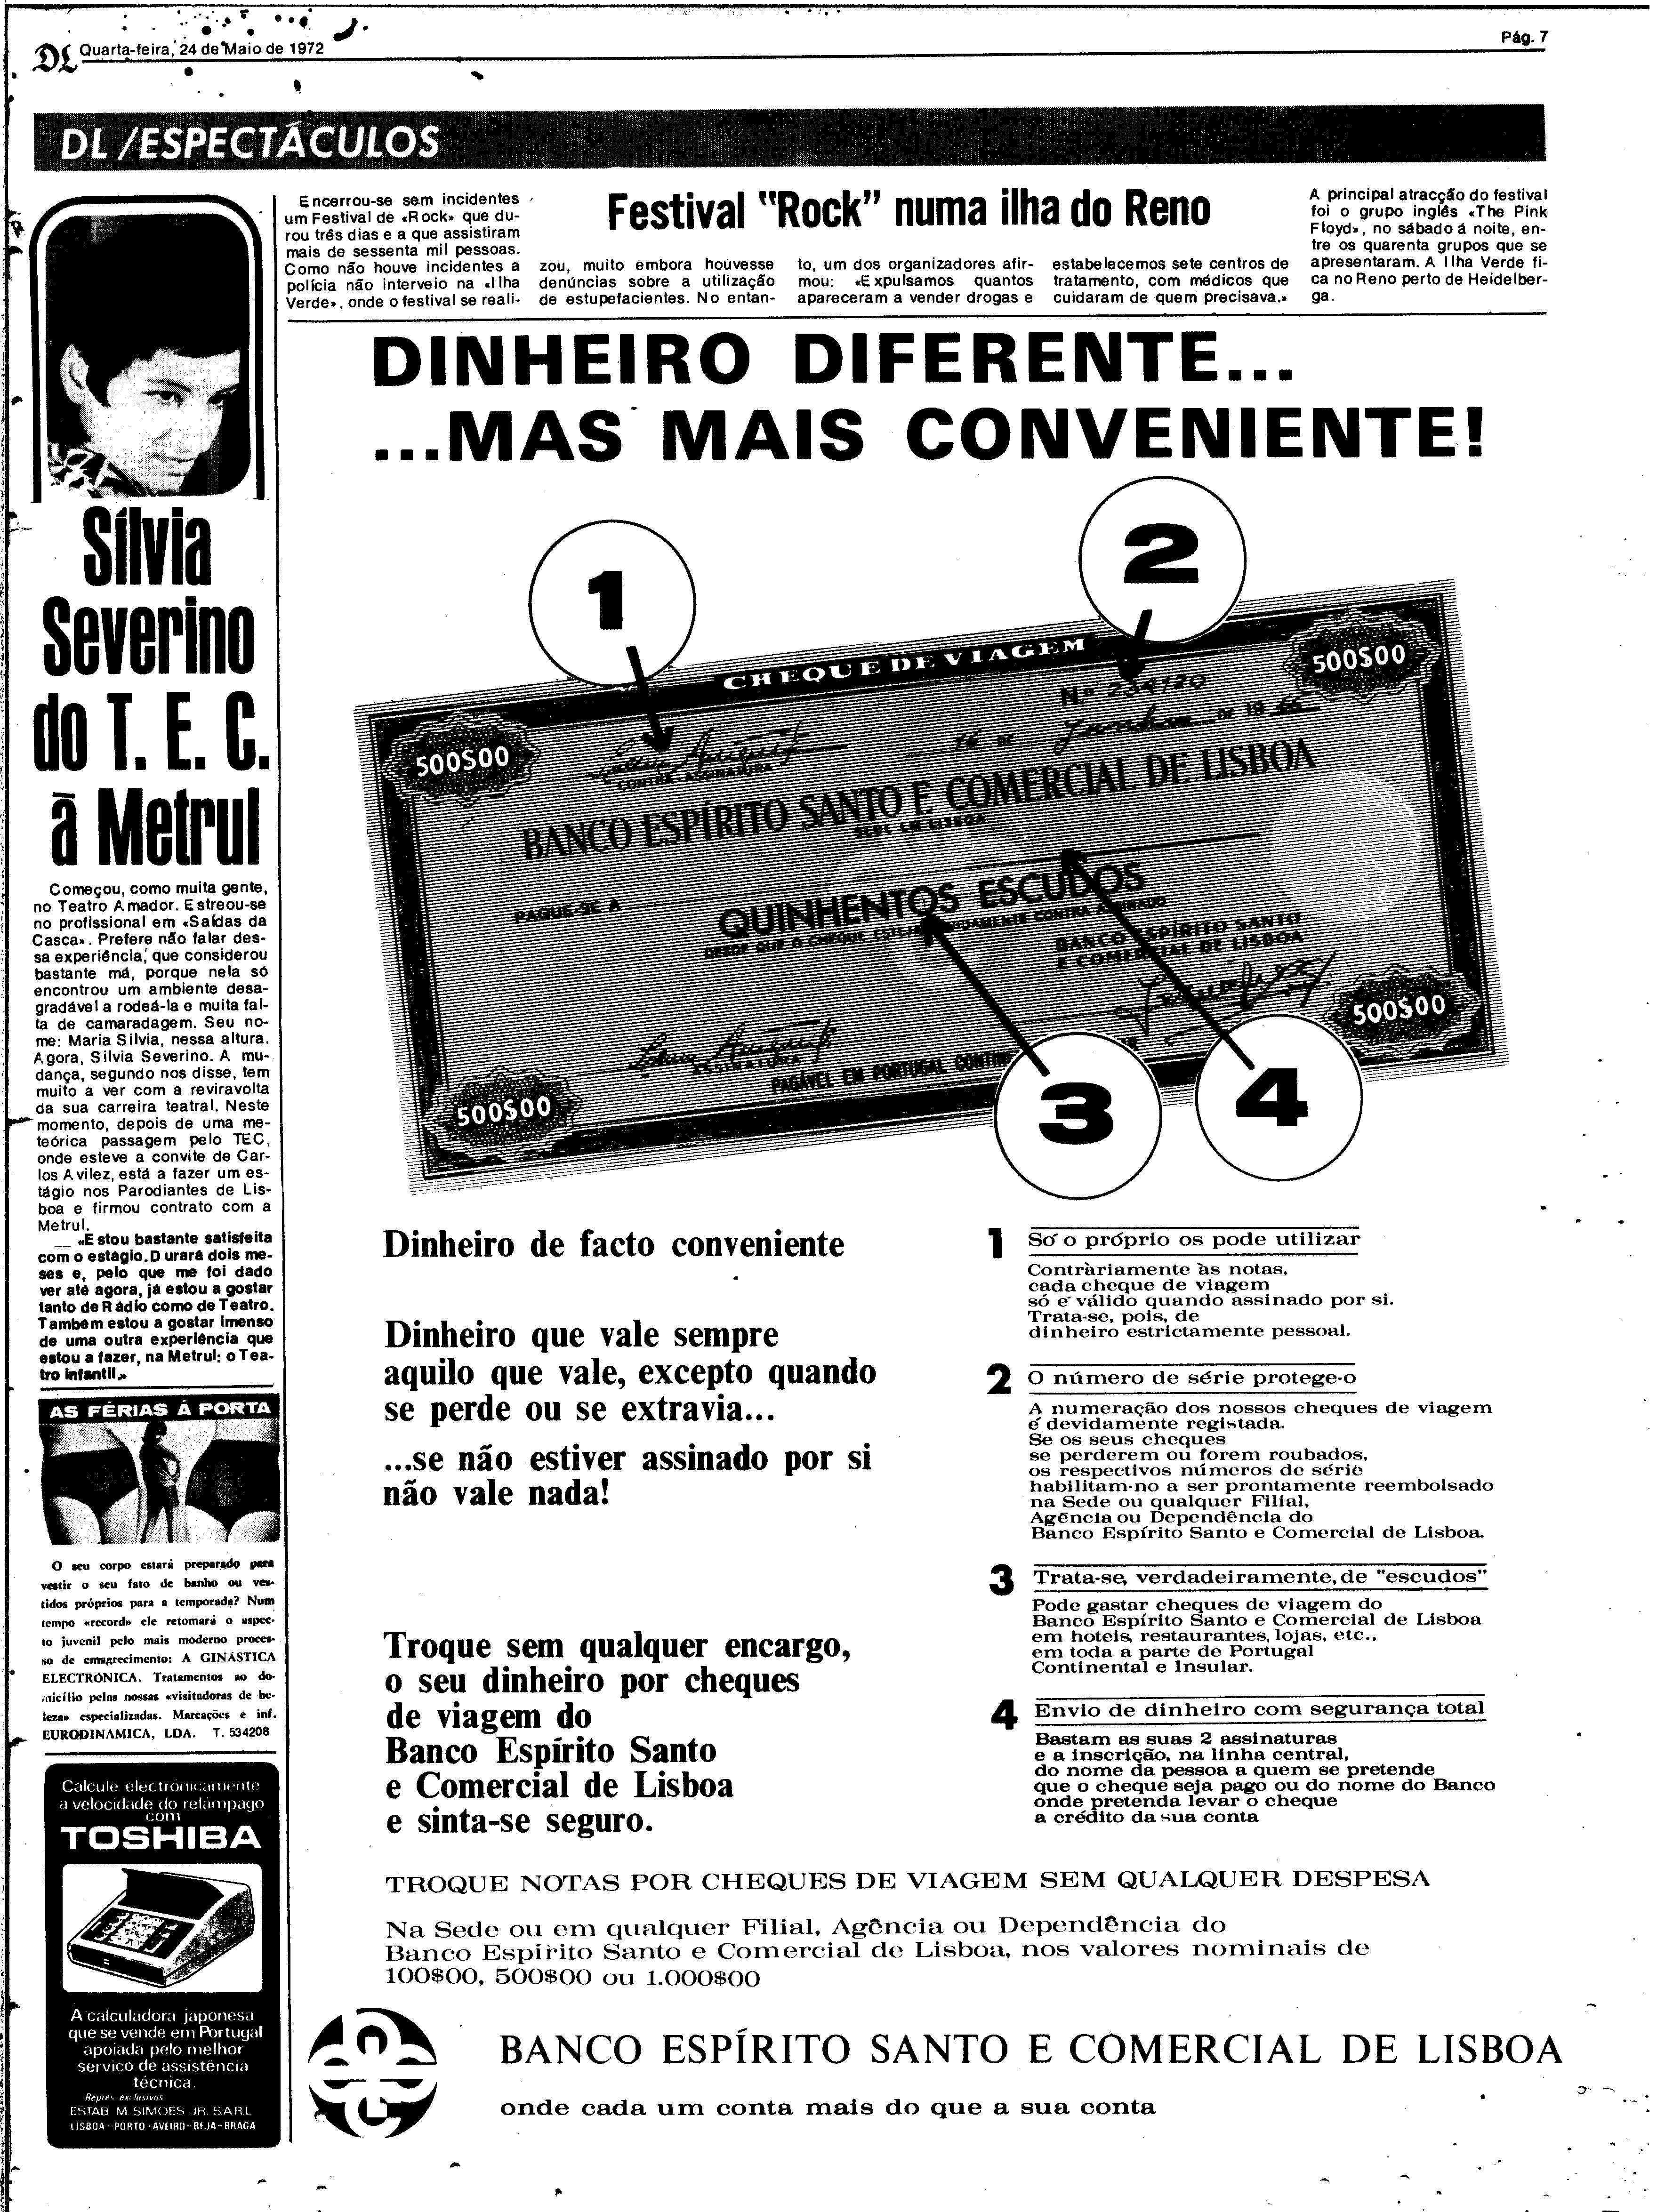 DL Quarta-feira, 24 de Maio de 1972
Pág. 7
DL /ESPECTÁCULOS
Festival "Rock" numa ilha do Reno
Encerrou-se sem incidentes
um Festival de «Rock» que du-
rou três dias e a que assistiram
mais de sessenta mil pessoas.
Como não houve incidentes a
polícia não interveio na «Ilha
Verde», onde o festival se reali-
zou, muito embora houvesse
denúncias sobre a utilização
de estupefacientes. No entan-
to, um dos organizadores afir-
mou: «Expulsamos quantos
apareceram a vender drogas e
estabelecemos sete centros de
tratamento, com médicos que
cuidaram de quem precisava.»
A principal atracção do festival
foi o grupo inglês «The Pink
Floyd», no sábado á noite, en-
tre os quarenta grupos que se
apresentaram. A Ilha Verde fi-
ca no Reno perto de Heidelber-
ga.
Sílvia
Severino
do T. E. C.
à Metrul
Começou, como muita gente,
no Teatro Amador. Estreou-se
no profissional em «Saídas da
Casca». Prefere não falar des-
sa experiência, que considerou
bastante má, porque nela só
encontrou um ambiente desa-
gradável a rodeá-la e muita fal-
ta de camaradagem. Seu no-
me: Maria Silvia, nessa altura.
Agora, Silvia Severino. A mu-
dança, segundo nos disse, tem
muito a ver com a reviravolta
da sua carreira teatral. Neste
momento, depois de uma me-
teórica passagem pelo TEC,
onde esteve a convite de Car-
los Avilez, está a fazer um es-
tágio nos Parodiantes de Lis-
boa e firmou contrato com a
Metrul.
— «Estou bastante satisfeita
com o estágio. Durará dois me-
ses e, pelo que me foi dado
ver até agora, já estou a gostar
tanto de Rádio como de Teatro.
Também estou a gostar imenso
de uma outra experiência que
estou a fazer, na Metrul: o Tea-
tro Infantil.»
AS FÉRIAS Á PORTA
O seu corpo estará preparado para
vestir o seu fato de banho ou ves-
tidos próprios para a temporada? Num
tempo «record» ele retomará o aspec-
to juvenil pelo mais moderno proces-
so de emagrecimento: A GINÁSTICA
ELECTRÓNICA. Tratamentos ao do-
micílio pelas nossas «visitadoras de be-
leza» especializadas. Marcações e inf.
EURODINAMICA, LDA. T. 534208
Calcule electrónicamente
a velocidade do relâmpago
com
TOSHIBA
A calculadora japonesa
que se vende em Portugal
apoiada pelo melhor
serviço de assistência
técnica.
Repres exclusivos
ESTAB M SIMÕES JR. SARL
LISBOA - PORTO - AVEIRO - BEJA - BRAGA
DINHEIRO DIFERENTE...
...MAS MAIS CONVENIENTE!
1
2
CHEQUE DE VIAGEM
500$00
500$00
N.º 234120
16 DE Junho DE 1966
CONTRA-ASSINATURA
BANCO ESPÍRITO SANTO E COMERCIAL DE LISBOA
SEDE EM LISBOA
PAGUE-SE A
QUINHENTOS ESCUDOS
DESDE QUE O CHEQUE ESTEJA DEVIDAMENTE CONTRA ASSINADO
BANCO ESPÍRITO SANTO
E COMERCIAL DE LISBOA
ASSINATURA
PAGÁVEL EM PORTUGAL
500$00
500$00
3
4
Dinheiro de facto conveniente
Dinheiro que vale sempre
aquilo que vale, excepto quando
se perde ou se extravia...
...se não estiver assinado por si
não vale nada!
Troque sem qualquer encargo,
o seu dinheiro por cheques
de viagem do
Banco Espírito Santo
e Comercial de Lisboa
e sinta-se seguro.
1 Só o próprio os pode utilizar
Contràriamente às notas,
cada cheque de viagem
só é válido quando assinado por si.
Trata-se, pois, de
dinheiro estrictamente pessoal.
2 O número de série protege-o
A numeração dos nossos cheques de viagem
é devidamente registada.
Se os seus cheques
se perderem ou forem roubados,
os respectivos números de série
habilitam-no a ser prontamente reembolsado
na Sede ou qualquer Filial,
Agência ou Dependência do
Banco Espírito Santo e Comercial de Lisboa.
3 Trata-se, verdadeiramente, de "escudos"
Pode gastar cheques de viagem do
Banco Espírito Santo e Comercial de Lisboa
em hoteis, restaurantes, lojas, etc.,
em toda a parte de Portugal
Continental e Insular.
4 Envio de dinheiro com segurança total
Bastam as suas 2 assinaturas
e a inscrição, na linha central,
do nome da pessoa a quem se pretende
que o cheque seja pago ou do nome do Banco
onde pretenda levar o cheque
a crédito da sua conta
TROQUE NOTAS POR CHEQUES DE VIAGEM SEM QUALQUER DESPESA
Na Sede ou em qualquer Filial, Agência ou Dependência do
Banco Espírito Santo e Comercial de Lisboa, nos valores nominais de
100$00, 500$00 ou 1.000$00
BANCO ESPÍRITO SANTO E COMERCIAL DE LISBOA
onde cada um conta mais do que a sua conta